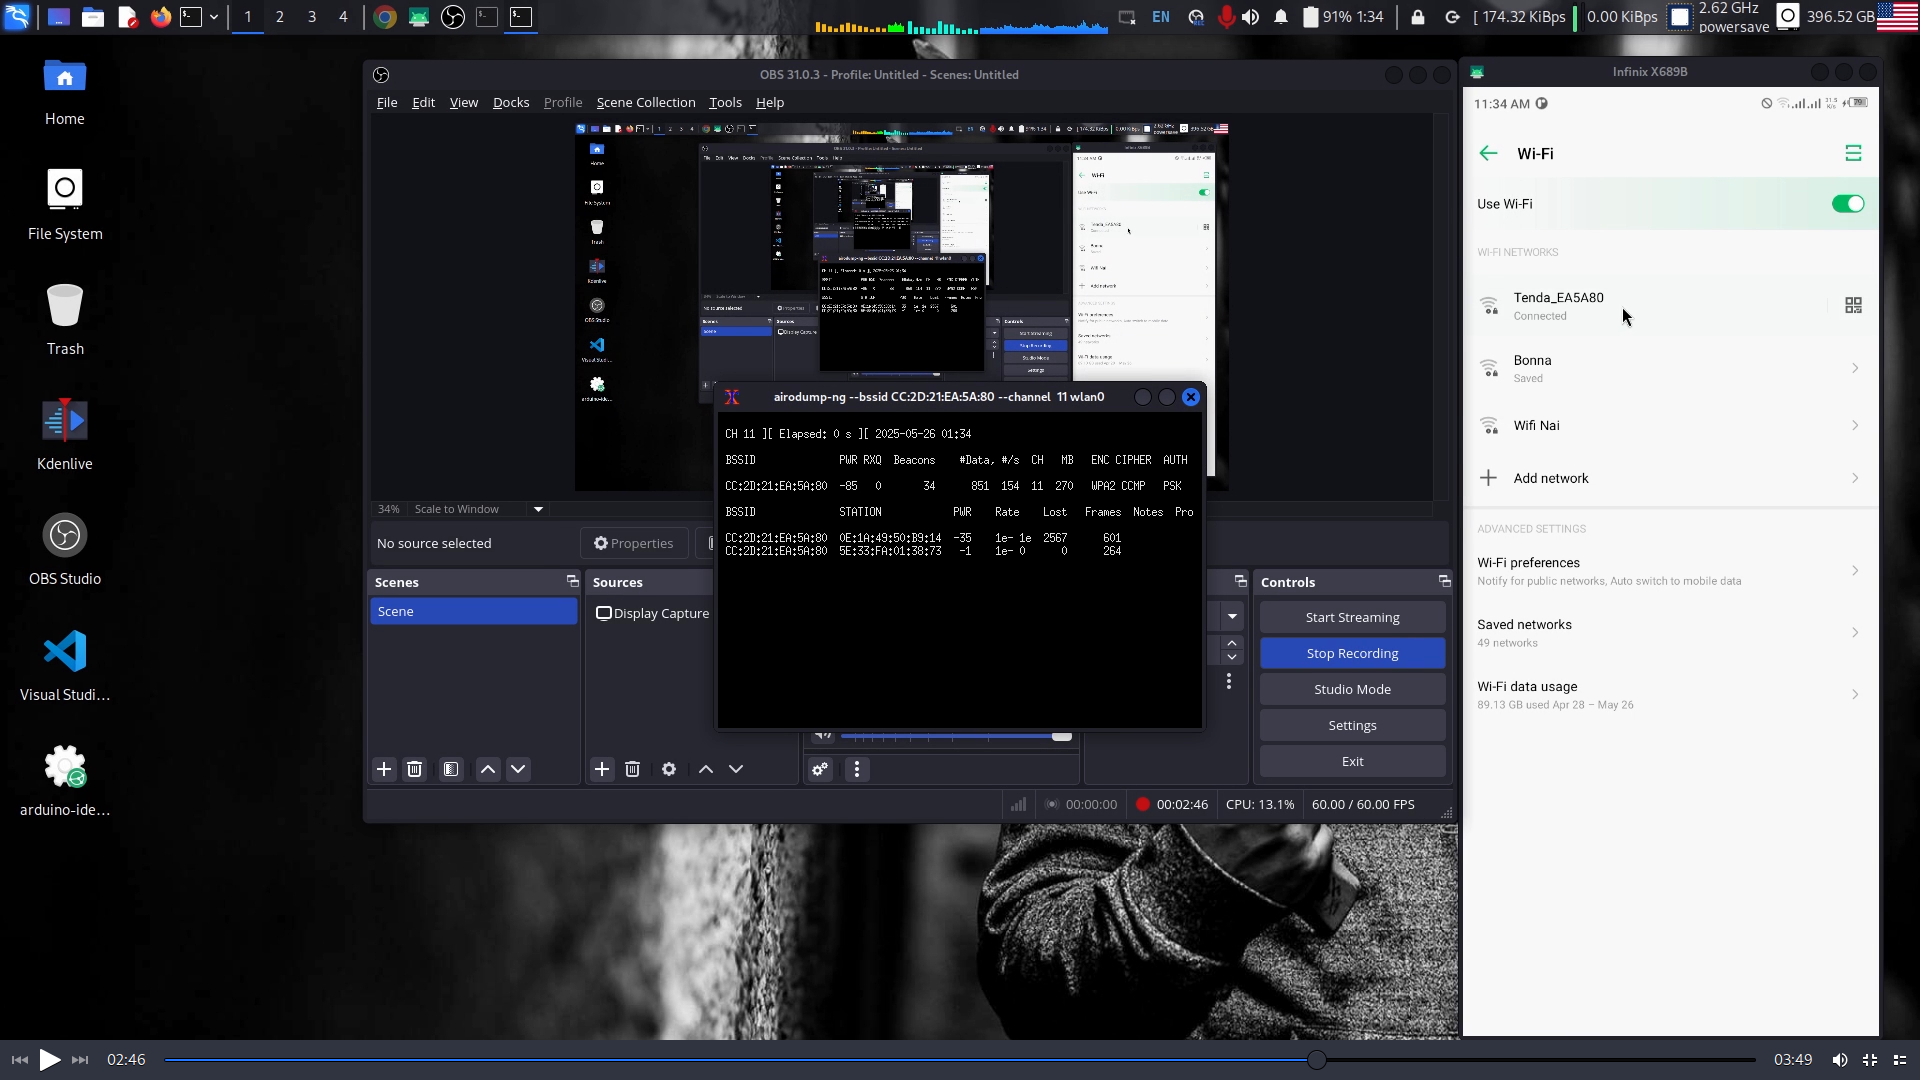 1 2 3 4
EN
91% 1:34
[ 174.32 KiBps
0.00 KiBps
2.62 GHz
powersave
396.52 GB
Home
File System
Trash
Kdenlive
OBS Studio
Visual Studi...
arduino-ide...
OBS 31.0.3 - Profile: Untitled - Scenes: Untitled
File Edit View Docks Profile Scene Collection Tools Help
34% Scale to Window
No source selected
Properties
Scenes
Scene
Sources
Display Capture
Controls
Start Streaming
Stop Recording
Studio Mode
Settings
Exit
00:00:00 00:02:46 CPU: 13.1% 60.00 / 60.00 FPS
airodump-ng --bssid CC:2D:21:EA:5A:80 --channel 11 wlan0
CH 11 ][ Elapsed: 0 s ][ 2025-05-26 01:34
BSSID PWR RXQ Beacons #Data, #/s CH MB ENC CIPHER AUTH
CC:2D:21:EA:5A:80 -85 0 34 851 154 11 270 WPA2 CCMP PSK
BSSID STATION PWR Rate Lost Frames Notes Pro
CC:2D:21:EA:5A:80 0E:1A:49:50:B9:14 -35 1e- 1e 2567 601
CC:2D:21:EA:5A:80 5E:33:FA:01:38:73 -1 1e- 0 0 264
Infinix X689B
11:34 AM
Wi-Fi
Use Wi-Fi
WI-FI NETWORKS
Tenda_EA5A80
Connected
Bonna
Saved
Wifi Nai
Add network
ADVANCED SETTINGS
Wi-Fi preferences
Notify for public networks, Auto switch to mobile data
Saved networks
49 networks
Wi-Fi data usage
89.13 GB used Apr 28 – May 26
02:46
03:49